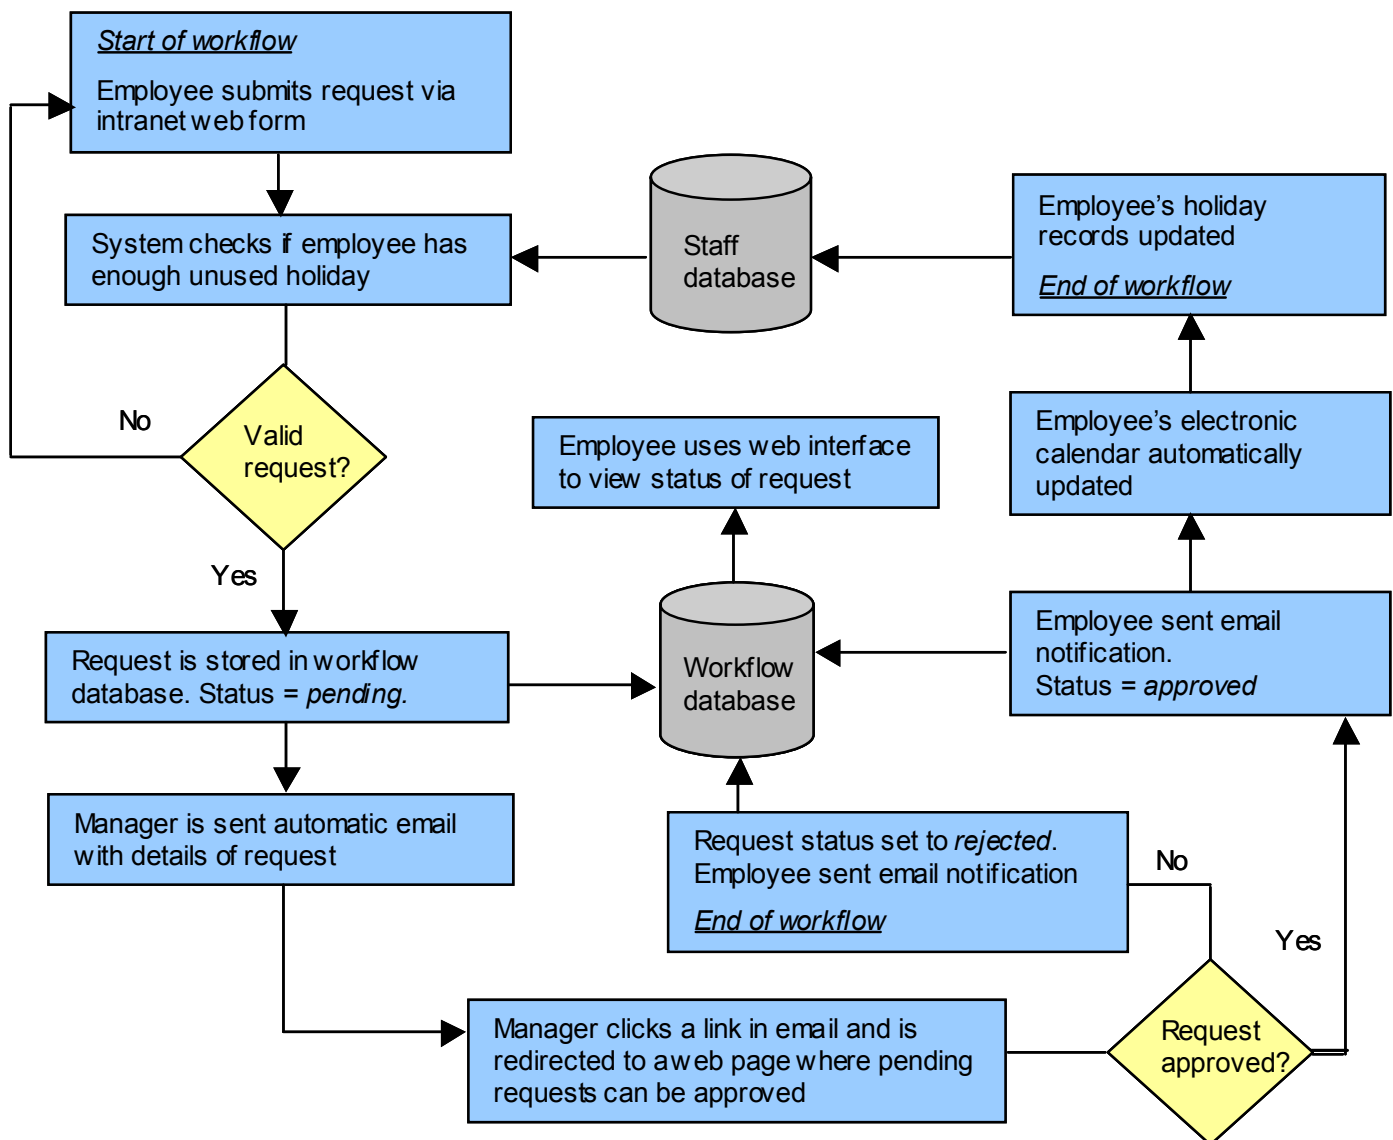 Start of workflow
Employee submits request via
intranet web form
System checks if employee has
enough unused holiday
Staff
database
Employee's holiday
records updated
End of workflow
No
Valid
request?
Employee uses web interface
to view status of request
Employee's electronic
calendar automatically
updated
Yes
Request is stored in workflow
database. Status = pending.
Workflow
database
Employee sent email
notification.
Status = approved
Manager is sent automatic email
with details of request
Request status set to rejected.
Employee sent email notification
End of workflow
No
Yes
Manager clicks a link in email and is
redirected to a web page where pending
requests can be approved
Request
approved?